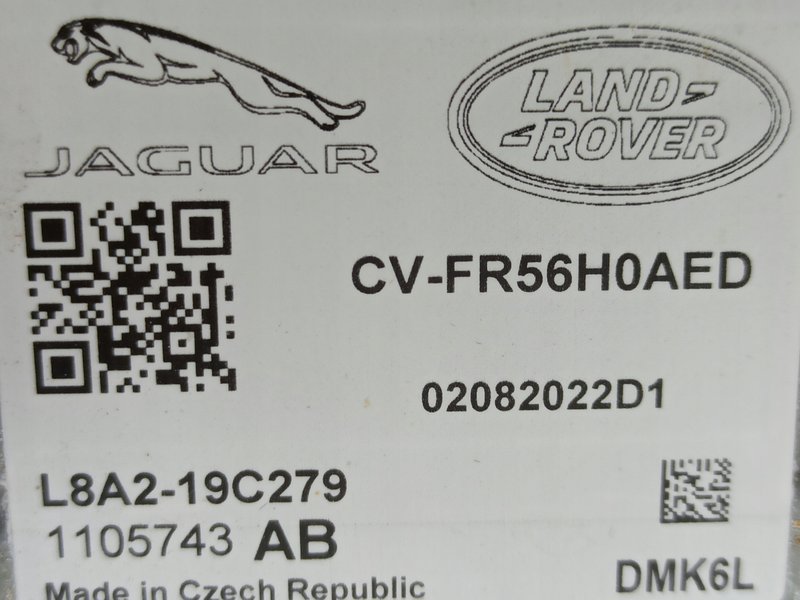 JAGUAR
LAND
ROVER
CV-FR56H0AED
02082022D1
L8A2-19C279
1105743 AB
Made in Czech Republic
DMK6L